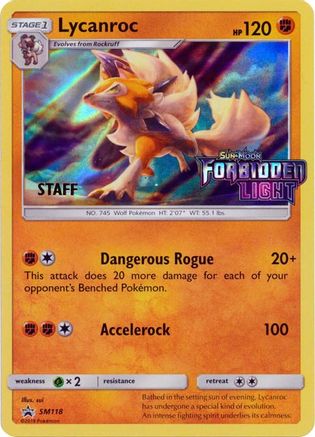 STAGE 1
Lycanroc
HP 120
Evolves from Rockruff
STAFF
SUN & MOON
FORBIDDEN
LIGHT
NO. 745 Wolf Pokémon HT: 2'07" WT: 55.1 lbs.
Dangerous Rogue 20+
This attack does 20 more damage for each of your
opponent's Benched Pokémon.
Accelerock 100
weakness × 2 resistance retreat
Illus. sui
SM118
©2018 Pokémon
Bathed in the setting sun of evening, Lycanroc
has undergone a special kind of evolution.
An intense fighting spirit underlies its calmness.